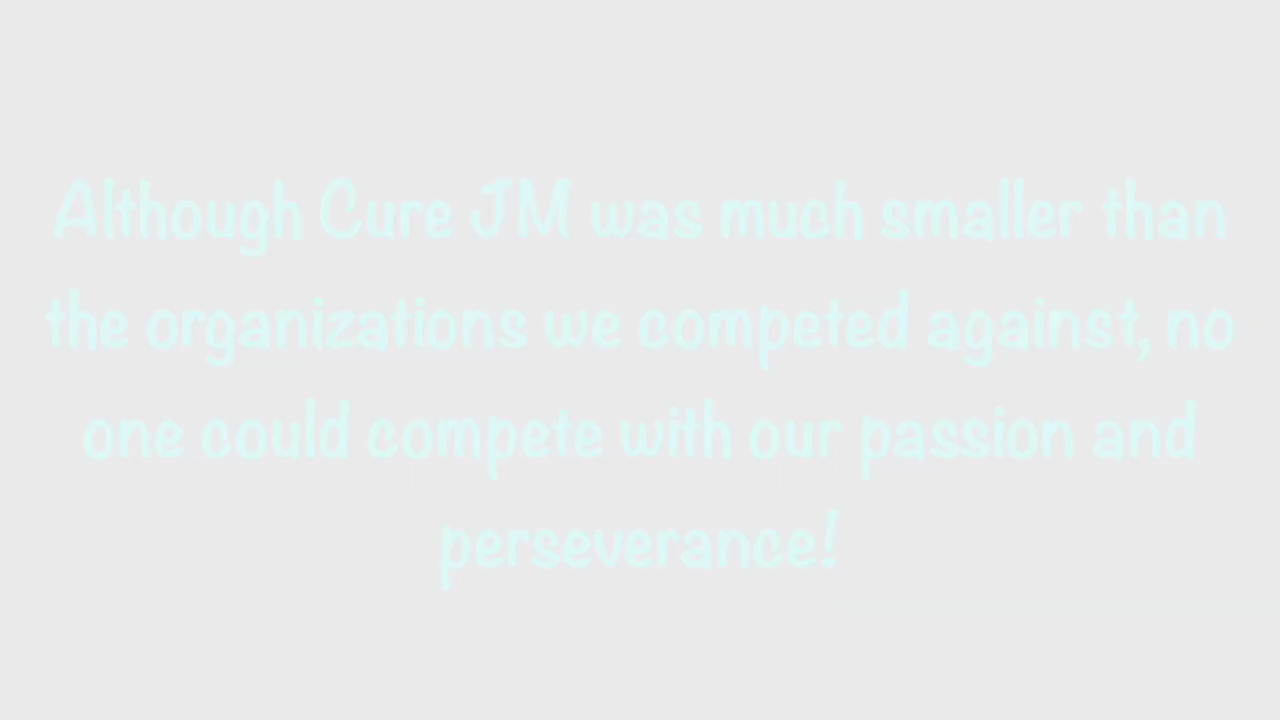 Although Cure JM was much smaller than
the organizations we competed against, no
one could compete with our passion and
perseverance!